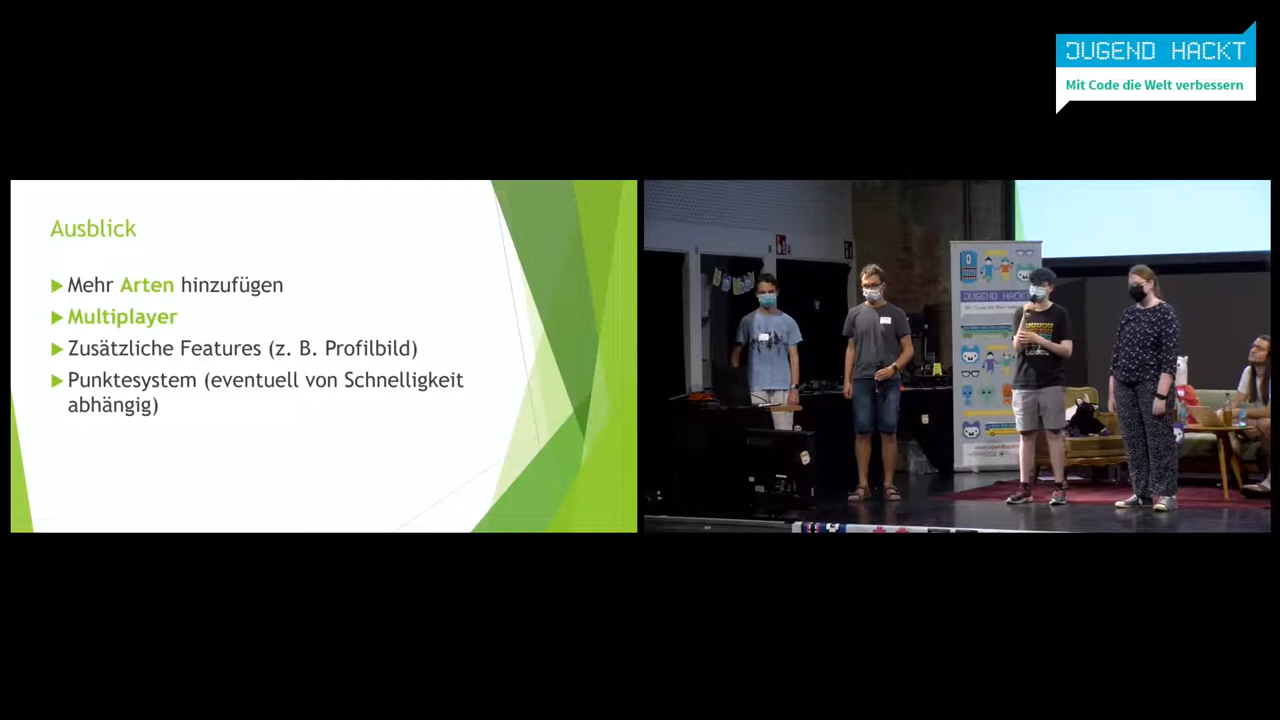 JUGEND HACKT
Mit Code die Welt verbessern
Ausblick
Mehr Arten hinzufügen
Multiplayer
Zusätzliche Features (z. B. Profilbild)
Punktesystem (eventuell von Schnelligkeit
abhängig)
JUGEND HACKT